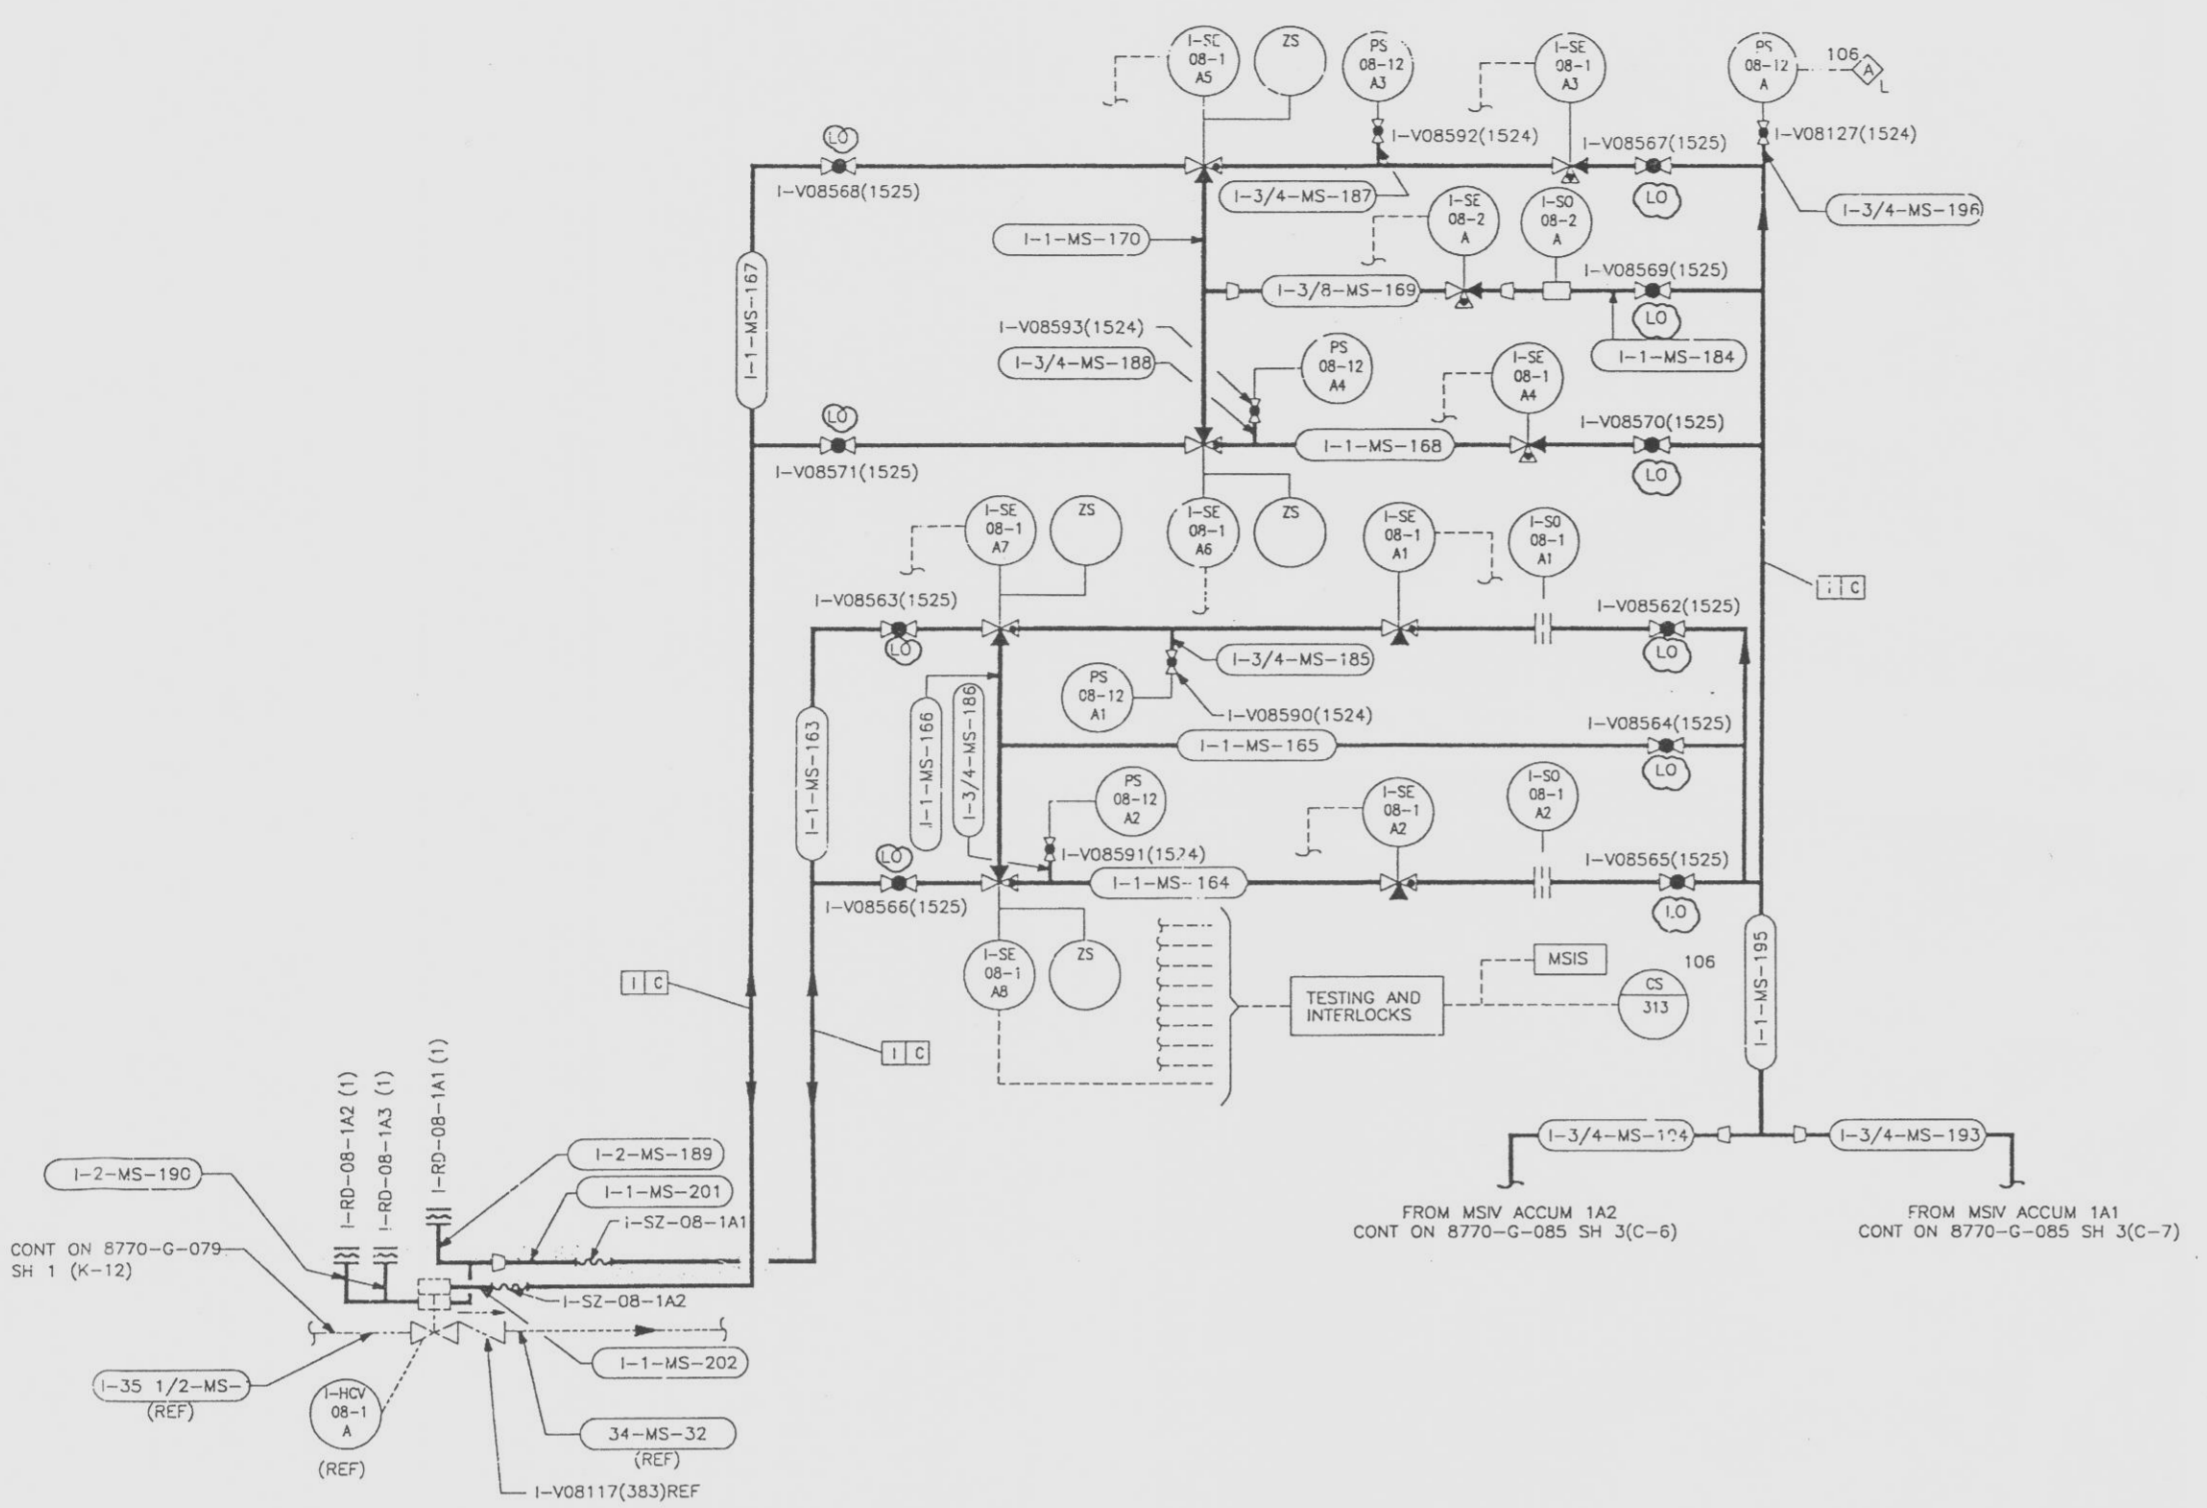 I-SE
08-1
A5
ZS
PS
08-12
A3
I-SE
08-1
A3
PS
08-12
A
106
A
L
LO
I-V08568(1525)
I-V08592(1524)
I-V08567(1525)
I-V08127(1524)
I-3/4-MS-187
LO
I-3/4-MS-196
I-1-MS-170
I-SE
08-2
A
I-SO
08-2
A
I-V08569(1525)
I-1-MS-167
I-3/8-MS-169
LO
I-V08593(1524)
I-3/4-MS-188
PS
08-12
A4
I-SE
08-1
A4
I-1-MS-184
LO
I-V08571(1525)
I-1-MS-168
I-V08570(1525)
LO
I-SE
08-1
A7
ZS
I-SE
08-1
A6
ZS
I-SE
08-1
A1
I-SO
08-1
A1
I C
I-V08563(1525)
LO
I-V08562(1525)
LO
I-3/4-MS-185
PS
08-12
A1
I-V08590(1524)
I-1-MS-163
I-1-MS-166
I-3/4-MS-186
I-1-MS-165
I-V08564(1525)
LO
PS
08-12
A2
I-SE
08-1
A2
I-SO
08-1
A2
LO
I-V08566(1525)
I-V08591(1524)
I-1-MS-164
I-V08565(1525)
LO
I-SE
08-1
A8
ZS
I C
I C
TESTING AND
INTERLOCKS
MSIS
CS
313
106
I-1-MS-195
I-3/4-MS-193
FROM MSIV ACCUM 1A2
CONT ON 8770-G-085 SH 3(C-6)
FROM MSIV ACCUM 1A1
CONT ON 8770-G-085 SH 3(C-7)
I-RD-08-1A2 (1)
I-RD-08-1A3 (1)
I-RD-08-1A1 (1)
I-2-MS-190
I-2-MS-189
I-1-MS-201
I-SZ-08-1A1
CONT ON 8770-G-079
SH 1 (K-12)
I-SZ-08-1A2
I-1-MS-202
I-35 1/2-MS-
(REF)
I-HCV
08-1
A
(REF)
34-MS-32
(REF)
I-V08117(383)REF